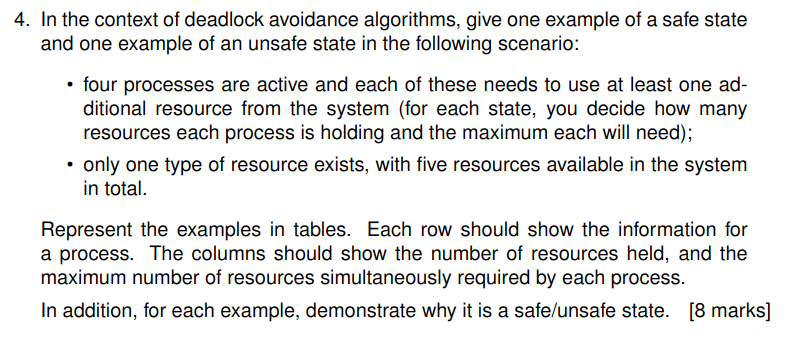 4. In the context of deadlock avoidance algorithms, give one example of a safe state
and one example of an unsafe state in the following scenario:
• four processes are active and each of these needs to use at least one ad-
ditional resource from the system (for each state, you decide how many
resources each process is holding and the maximum each will need);
• only one type of resource exists, with five resources available in the system
in total.
Represent the examples in tables. Each row should show the information for
a process. The columns should show the number of resources held, and the
maximum number of resources simultaneously required by each process.
In addition, for each example, demonstrate why it is a safe/unsafe state. [8 marks]